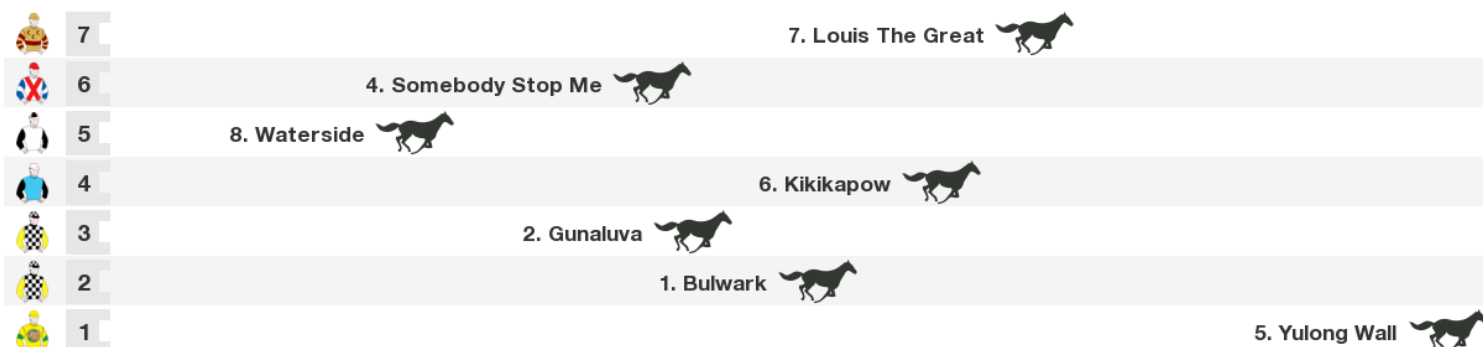 7 7. Louis The Great
6 4. Somebody Stop Me
5 8. Waterside
4 6. Kikikapow
3 2. Gunaluva
2 1. Bulwark
1 5. Yulong Wall